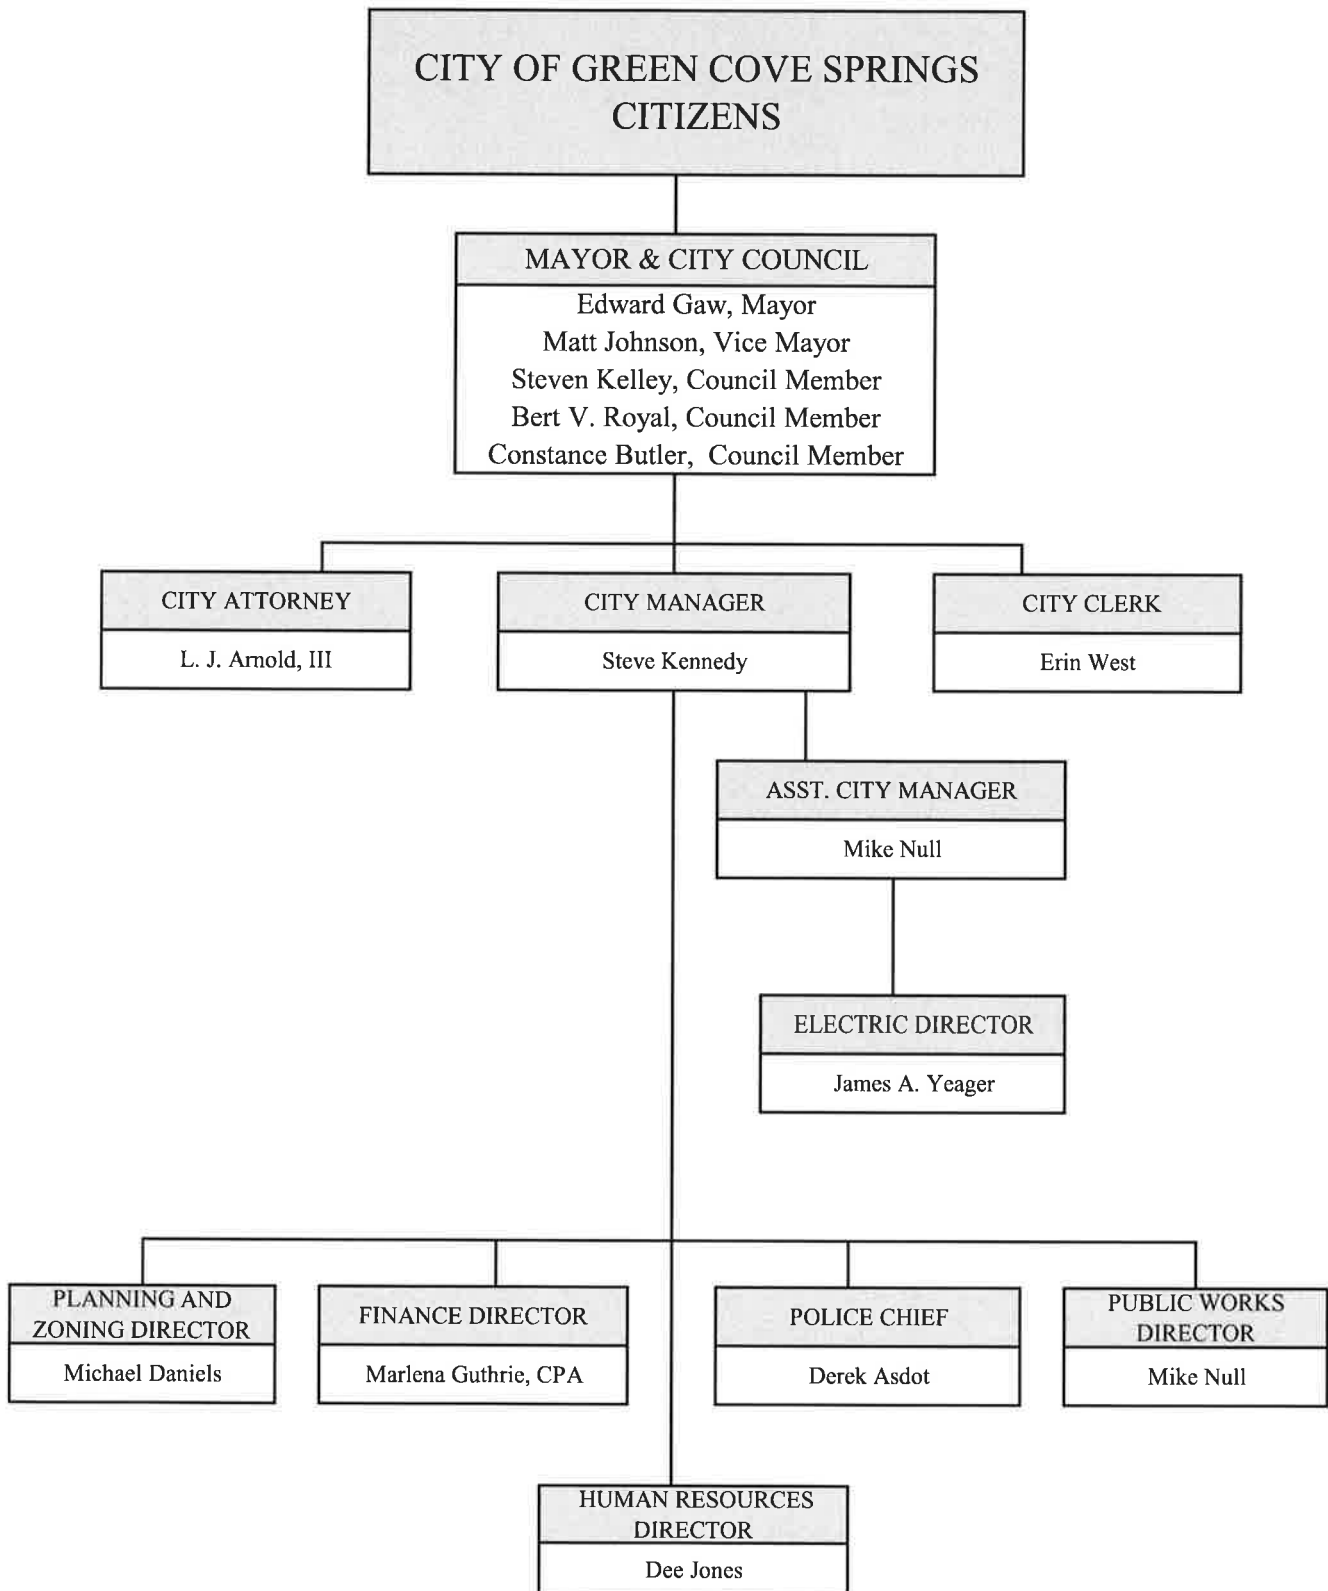 CITY OF GREEN COVE SPRINGS
CITIZENS
MAYOR & CITY COUNCIL
Edward Gaw, Mayor
Matt Johnson, Vice Mayor
Steven Kelley, Council Member
Bert V. Royal, Council Member
Constance Butler, Council Member
CITY ATTORNEY
L. J. Arnold, III
CITY MANAGER
Steve Kennedy
CITY CLERK
Erin West
ASST. CITY MANAGER
Mike Null
ELECTRIC DIRECTOR
James A. Yeager
PLANNING AND
ZONING DIRECTOR
Michael Daniels
FINANCE DIRECTOR
Marlena Guthrie, CPA
POLICE CHIEF
Derek Asdot
PUBLIC WORKS
DIRECTOR
Mike Null
HUMAN RESOURCES
DIRECTOR
Dee Jones